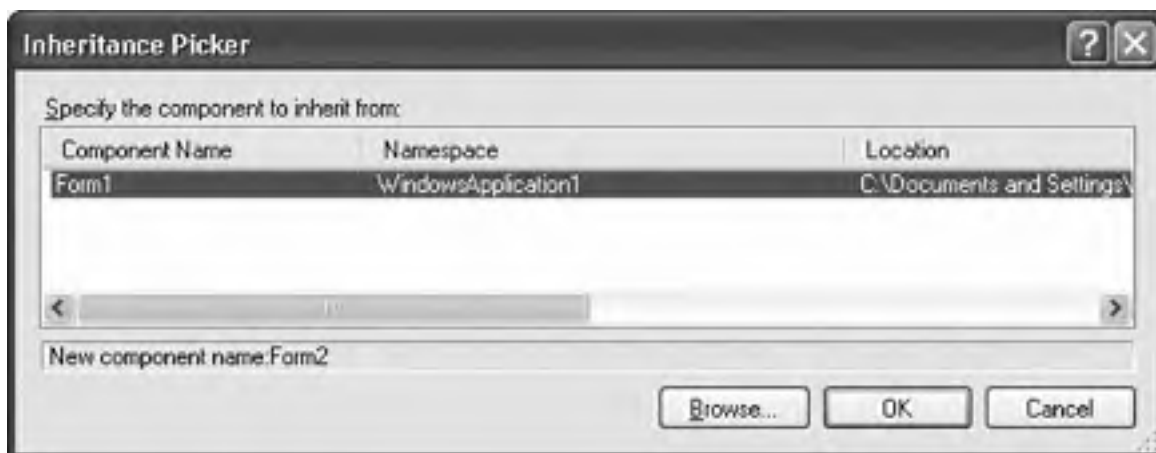 Inheritance Picker
Specify the component to inherit from:
Component Name Namespace Location
Form1 WindowsApplication1 C:\Documents and Settings\
New component name:Form2
Browse... OK Cancel